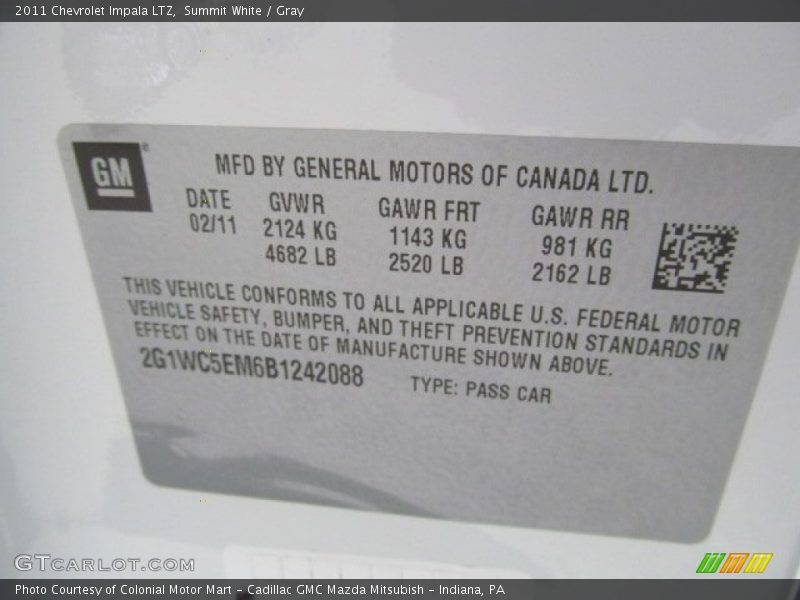 2011 Chevrolet Impala LTZ, Summit White / Gray
GM®
MFD BY GENERAL MOTORS OF CANADA LTD.
DATE GVWR GAWR FRT GAWR RR
02/11 2124 KG 1143 KG 981 KG
4682 LB 2520 LB 2162 LB
THIS VEHICLE CONFORMS TO ALL APPLICABLE U.S. FEDERAL MOTOR
VEHICLE SAFETY, BUMPER, AND THEFT PREVENTION STANDARDS IN
EFFECT ON THE DATE OF MANUFACTURE SHOWN ABOVE.
2G1WC5EM6B1242088 TYPE: PASS CAR
GTCARLOT.COM
Photo Courtesy of Colonial Motor Mart – Cadillac GMC Mazda Mitsubish – Indiana, PA